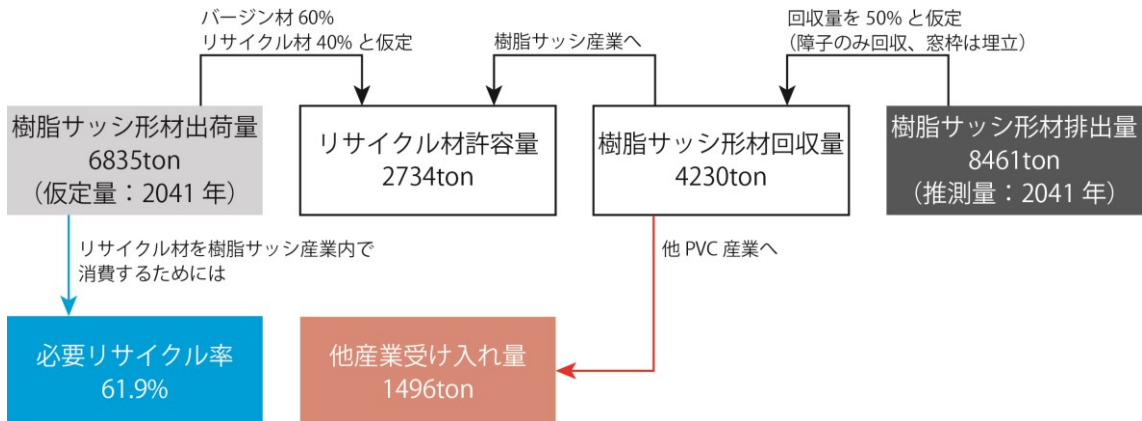 バージン材 60%
リサイクル材 40% と仮定
樹脂サッシ産業へ
回収量を 50% と仮定
（障子のみ回収、窓枠は埋立）
樹脂サッシ形材出荷量
6835ton
（仮定量：2041 年）
リサイクル材許容量
2734ton
樹脂サッシ形材回収量
4230ton
樹脂サッシ形材排出量
8461ton
（推測量：2041 年）
リサイクル材を樹脂サッシ産業内で
消費するためには
他 PVC 産業へ
必要リサイクル率
61.9%
他産業受け入れ量
1496ton